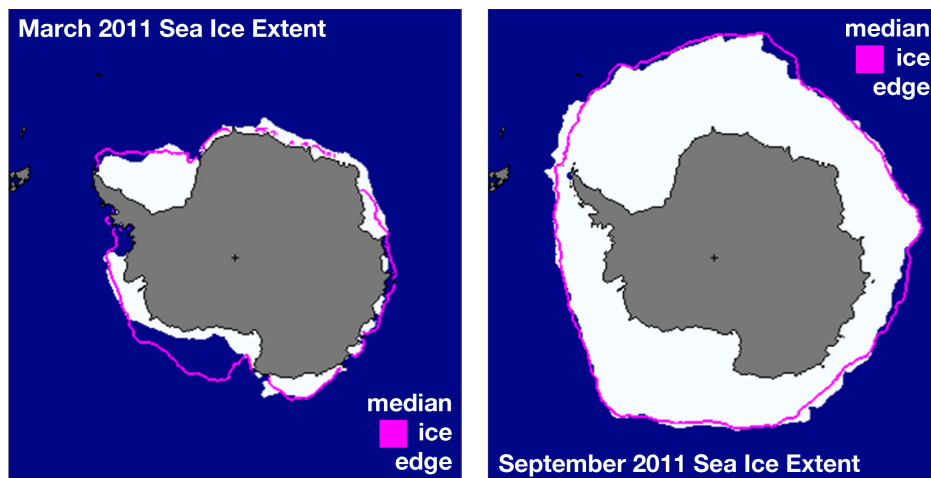 March 2011 Sea Ice Extent
median
ice
edge
median
ice
edge
September 2011 Sea Ice Extent